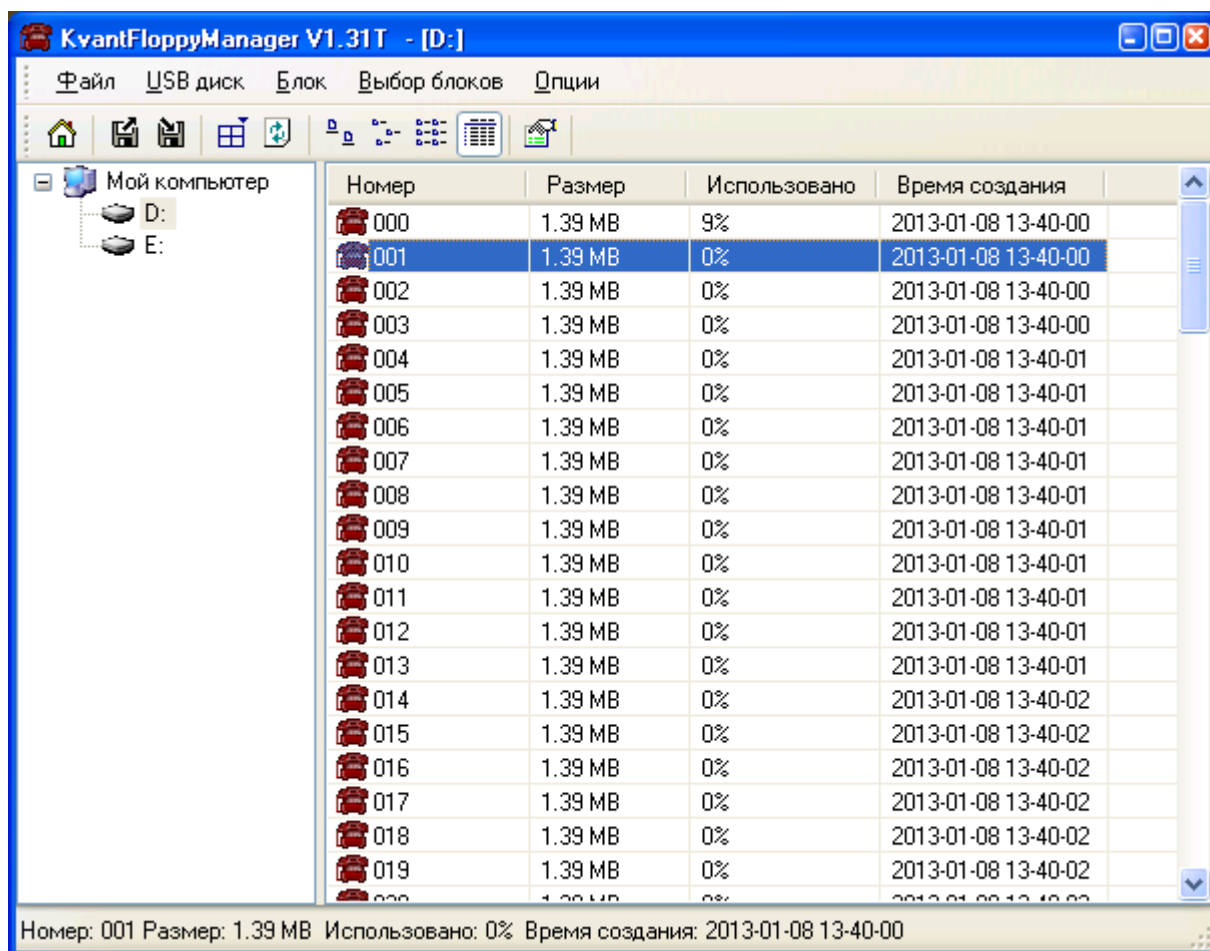 KvantFloppyManager V1.31T - [D:]
Файл USB диск Блок Выбор блоков Опции
Мой компьютер
D:
E:
Номер Размер Использовано Время создания
000 1.39 MB 9% 2013-01-08 13-40-00
001 1.39 MB 0% 2013-01-08 13-40-00
002 1.39 MB 0% 2013-01-08 13-40-00
003 1.39 MB 0% 2013-01-08 13-40-00
004 1.39 MB 0% 2013-01-08 13-40-01
005 1.39 MB 0% 2013-01-08 13-40-01
006 1.39 MB 0% 2013-01-08 13-40-01
007 1.39 MB 0% 2013-01-08 13-40-01
008 1.39 MB 0% 2013-01-08 13-40-01
009 1.39 MB 0% 2013-01-08 13-40-01
010 1.39 MB 0% 2013-01-08 13-40-01
011 1.39 MB 0% 2013-01-08 13-40-01
012 1.39 MB 0% 2013-01-08 13-40-01
013 1.39 MB 0% 2013-01-08 13-40-01
014 1.39 MB 0% 2013-01-08 13-40-02
015 1.39 MB 0% 2013-01-08 13-40-02
016 1.39 MB 0% 2013-01-08 13-40-02
017 1.39 MB 0% 2013-01-08 13-40-02
018 1.39 MB 0% 2013-01-08 13-40-02
019 1.39 MB 0% 2013-01-08 13-40-02
Номер: 001 Размер: 1.39 MB Использовано: 0% Время создания: 2013-01-08 13-40-00